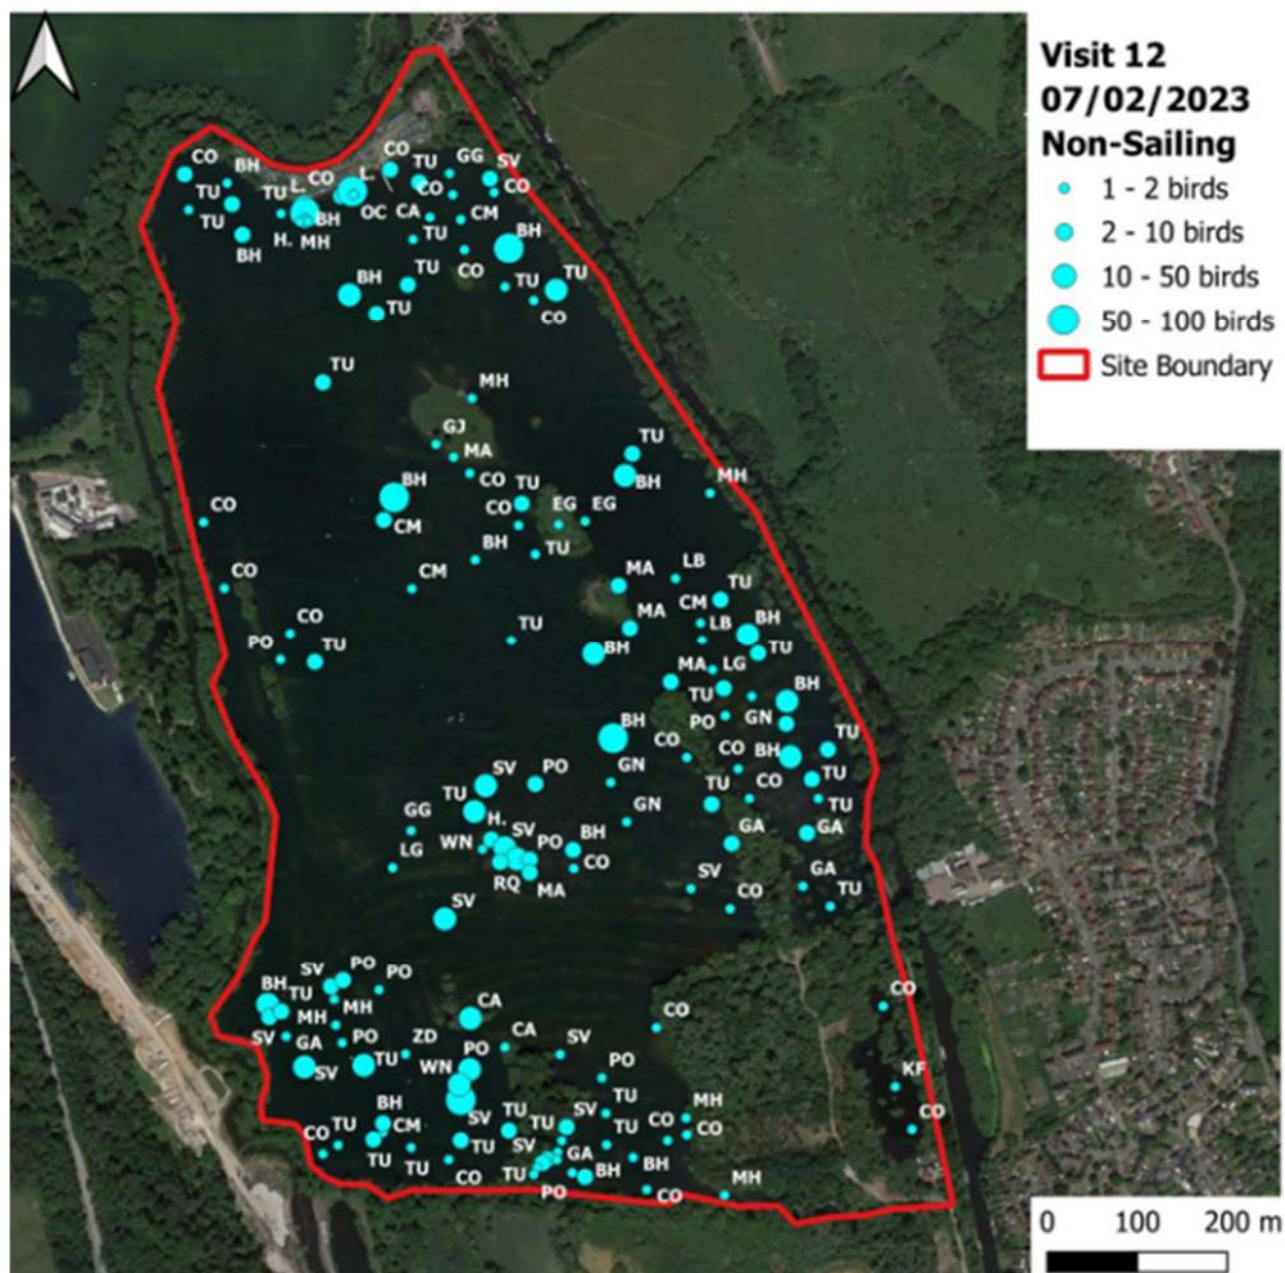 Visit 12
07/02/2023
Non-Sailing
1 - 2 birds
2 - 10 birds
10 - 50 birds
50 - 100 birds
Site Boundary
CO BH CO TU GG SV
TU TU L. CO L. CO CO
TU BH OC CA CM
H. MH TU BH
BH CO
BH TU TU TU
TU CO
TU
MH
GJ
MA TU
CO TU BH MH
BH CO EG EG
CO CM
BH TU
CO CM MA LB
TU
CO MA CM LB BH
PO TU TU BH TU
MA LG BH
TU
PO GN
BH CO CO BH TU
SV PO GN CO TU
TU TU TU
GG H. GN GA GA
WN SV PO BH
LG CO
RQ MA SV GA
CO TU
SV
SV PO PO
BH TU CA CO
MH MH CO
SV GA PO ZD CA SV
SV TU WN PO PO KF
BH SV TU TU SV TU MH
CO TU CM TU SV TU CO CO CO
TU TU CO TU GA BH BH
PO CO MH
0 100 200 m